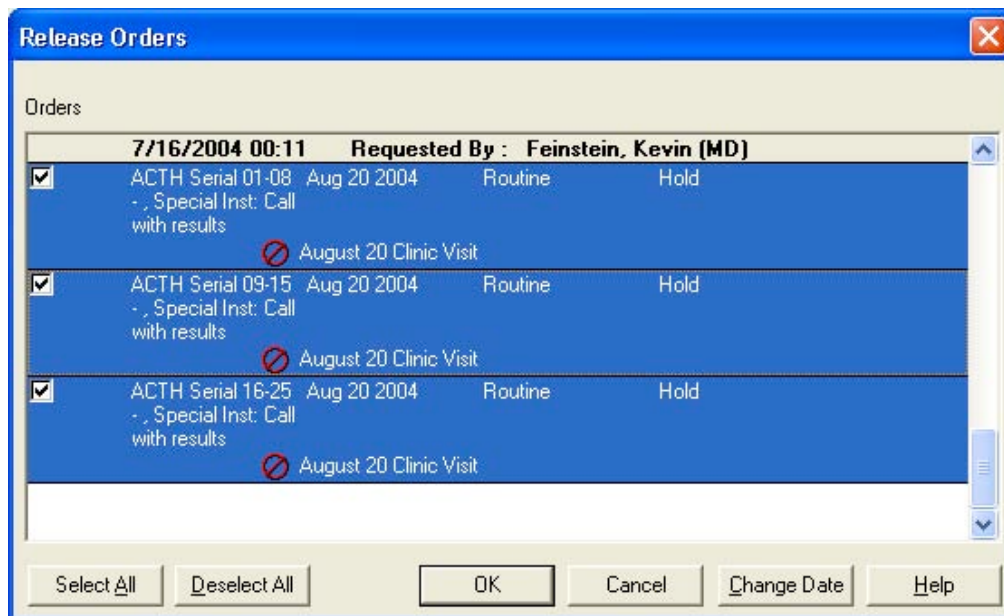 Release Orders
Orders
7/16/2004 00:11 Requested By : Feinstein, Kevin (MD)
ACTH Serial 01-08 Aug 20 2004 Routine Hold
- , Special Inst: Call
with results
August 20 Clinic Visit
ACTH Serial 09-15 Aug 20 2004 Routine Hold
- , Special Inst: Call
with results
August 20 Clinic Visit
ACTH Serial 16-25 Aug 20 2004 Routine Hold
- , Special Inst: Call
with results
August 20 Clinic Visit
Select All Deselect All OK Cancel Change Date Help